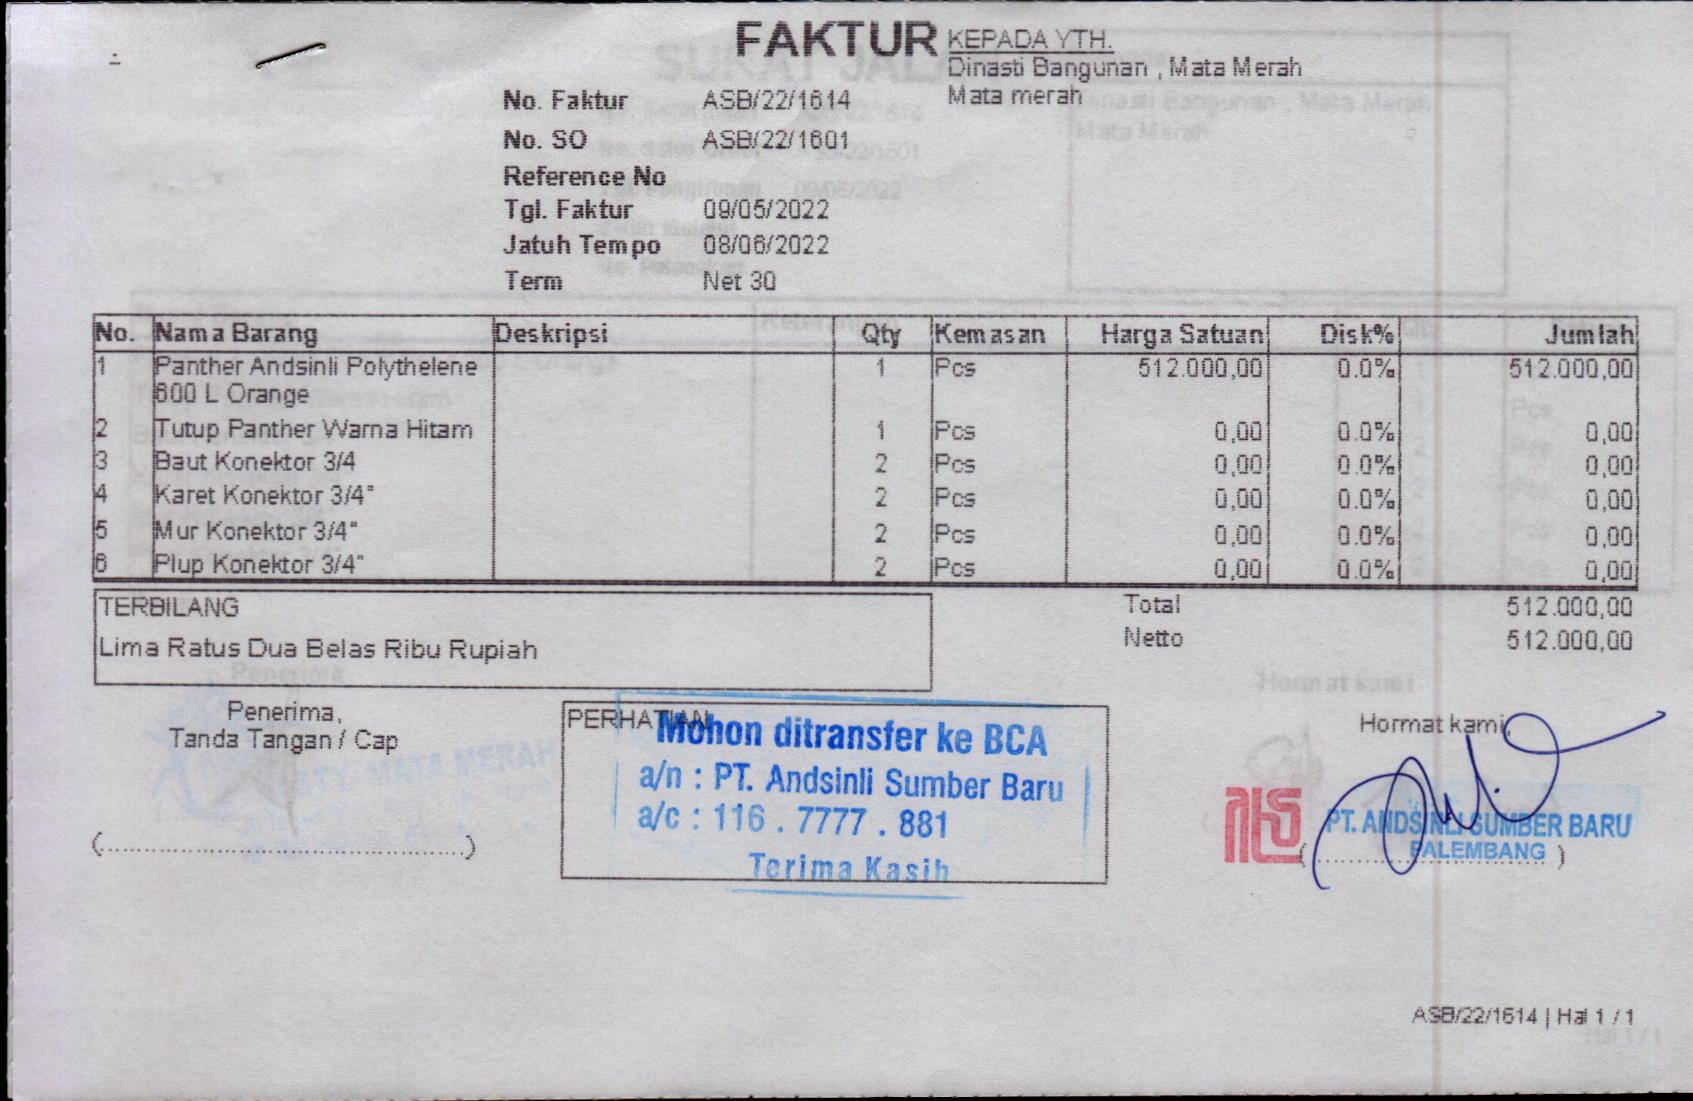 FAKTUR
KEPADA YTH.
Dinasti Bangunan , Mata Merah
Mata merah
No. Faktur ASB/22/1614
No. SO ASB/22/1601
Reference No
Tgl. Faktur 09/05/2022
Jatuh Tempo 08/06/2022
Term Net 30
No. Nama Barang Deskripsi Qty Kemasan Harga Satuan Disk% Jumlah
1 Panther Andsinli Polythelene 1 Pcs 512.000,00 0.0% 512.000,00
600 L Orange
2 Tutup Panther Warna Hitam 1 Pcs 0,00 0.0% 0,00
3 Baut Konektor 3/4 2 Pcs 0,00 0.0% 0,00
4 Karet Konektor 3/4" 2 Pcs 0,00 0.0% 0,00
5 Mur Konektor 3/4" 2 Pcs 0,00 0.0% 0,00
6 Plup Konektor 3/4" 2 Pcs 0,00 0.0% 0,00
TERBILANG
Lima Ratus Dua Belas Ribu Rupiah
Total 512.000,00
Netto 512.000,00
Penerima,
Tanda Tangan / Cap
(........................................)
PERHATIAN
Mohon ditransfer ke BCA
a/n : PT. Andsinli Sumber Baru
a/c : 116 . 7777 . 881
Terima Kasih
Hormat kami,
PT. ANDSINLI SUMBER BARU
PALEMBANG
(........................................)
ASB/22/1614 | Hal 1 / 1